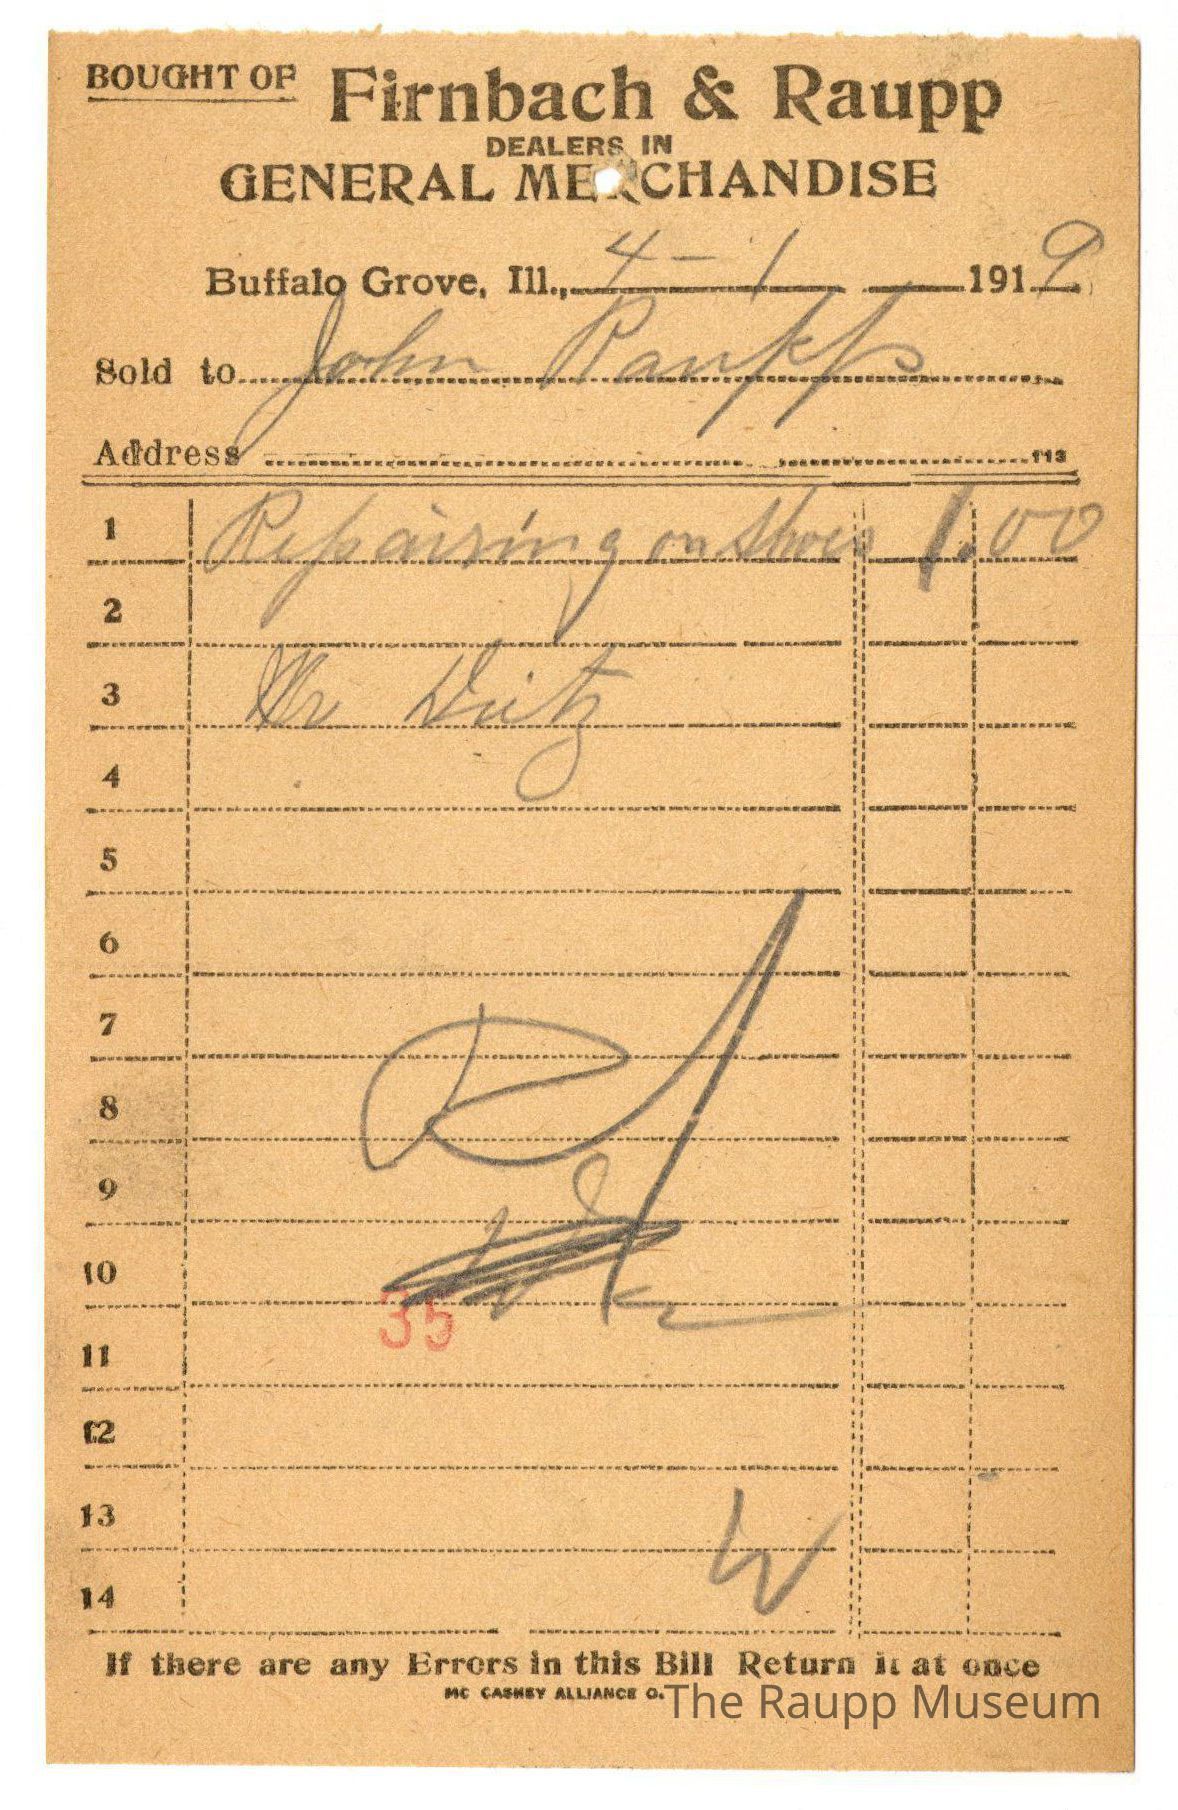 BOUGHT OF Firnbach & Raupp
DEALERS IN
GENERAL MERCHANDISE
Buffalo Grove, Ill., 4 - 1 1919
Sold to John Raupp
Address 113
1 Repairing on Shoes 1.00
2
3 Mr Dietz
4
5
6
7
8
9
10
35
11
12
13
W
14
If there are any Errors in this Bill Return it at once
MC CASKEY ALLIANCE O.
The Raupp Museum